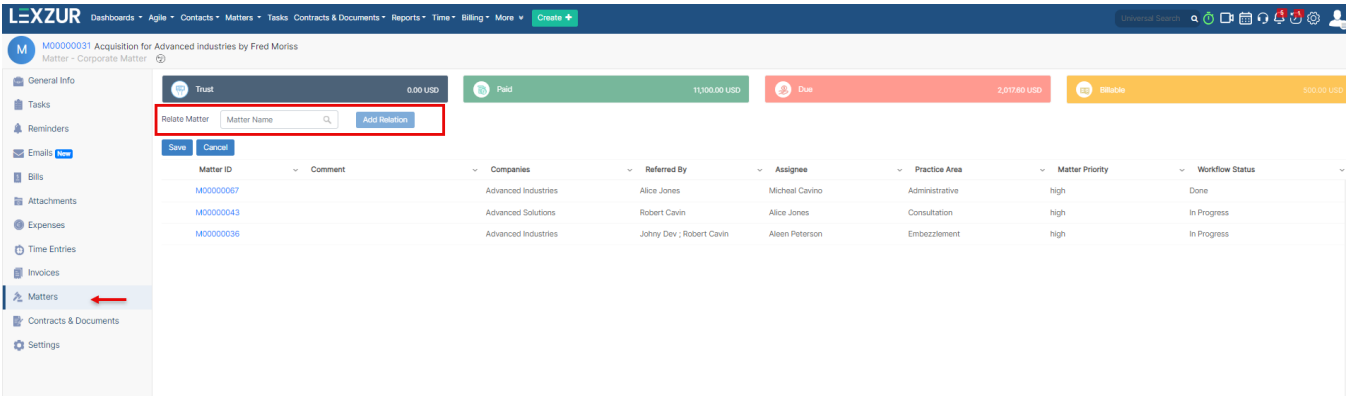 LEXZUR Dashboards Agile Contacts Matters Tasks Contracts & Documents Reports Time Billing More Create + Universal Search 6 1
M M00000031 Acquisition for Advanced industries by Fred Moriss
Matter - Corporate Matter
General Info
Tasks
Reminders
Emails New
Bills
Attachments
Expenses
Time Entries
Invoices
Matters
Contracts & Documents
Settings
Trust 0.00 USD Paid 11,100.00 USD Due 2,017.60 USD Billable 500.00 USD
Relate Matter Matter Name Add Relation
Save Cancel
Matter ID Comment Companies Referred By Assignee Practice Area Matter Priority Workflow Status
M00000067 Advanced Industries Alice Jones Micheal Cavino Administrative high Done
M00000043 Advanced Solutions Robert Cavin Alice Jones Consultation high In Progress
M00000036 Advanced Industries Johny Dev ; Robert Cavin Aleen Peterson Embezzlement high In Progress